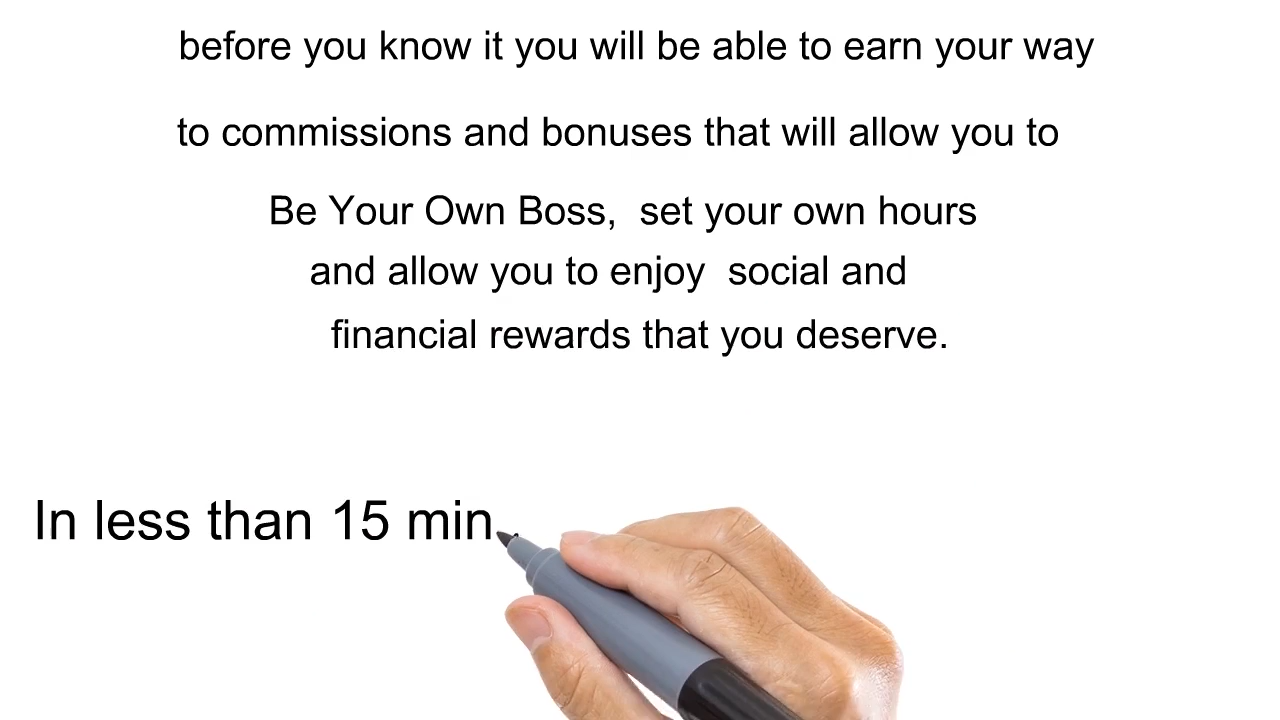 before you know it you will be able to earn your way
to commissions and bonuses that will allow you to
Be Your Own Boss,  set your own hours
and allow you to enjoy  social and
financial rewards that you deserve.
In less than 15 min